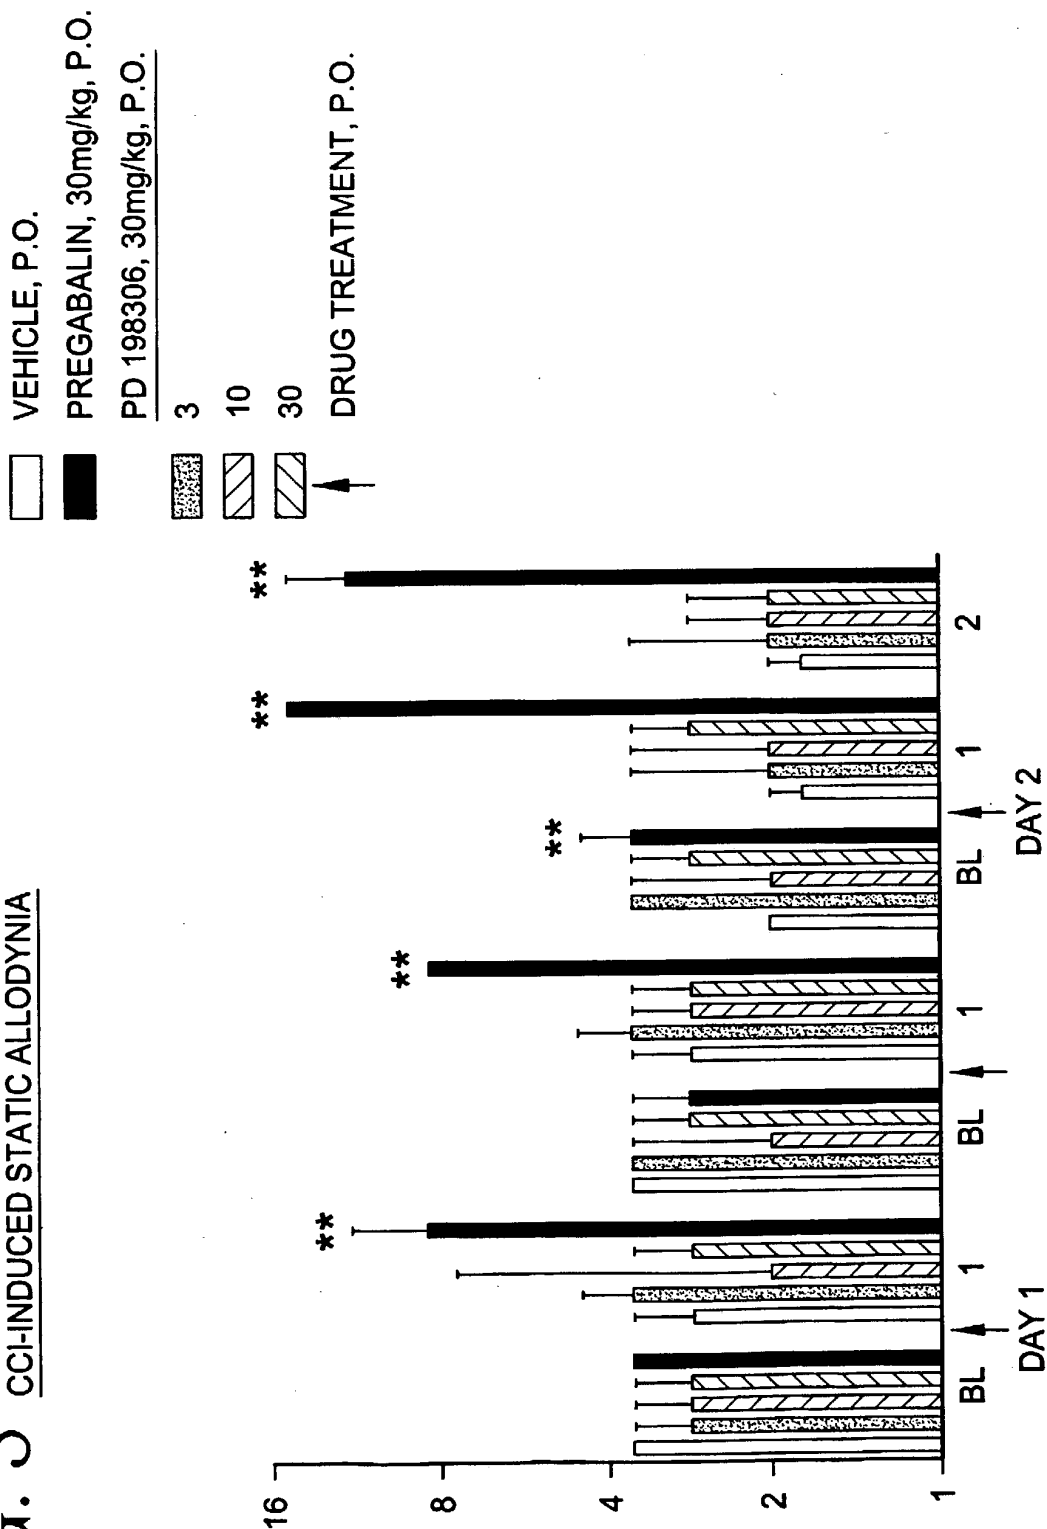 CCI-INDUCED STATIC ALLODYNIA
VEHICLE, P.O.
PREGABALIN, 30mg/kg, P.O.
PD 198306, 30mg/kg, P.O.
3
10
30
DRUG TREATMENT, P.O.
16
8
4
2
1
** ** ** ** **
BL 1 BL 1 BL 1 2
DAY 1 DAY 2